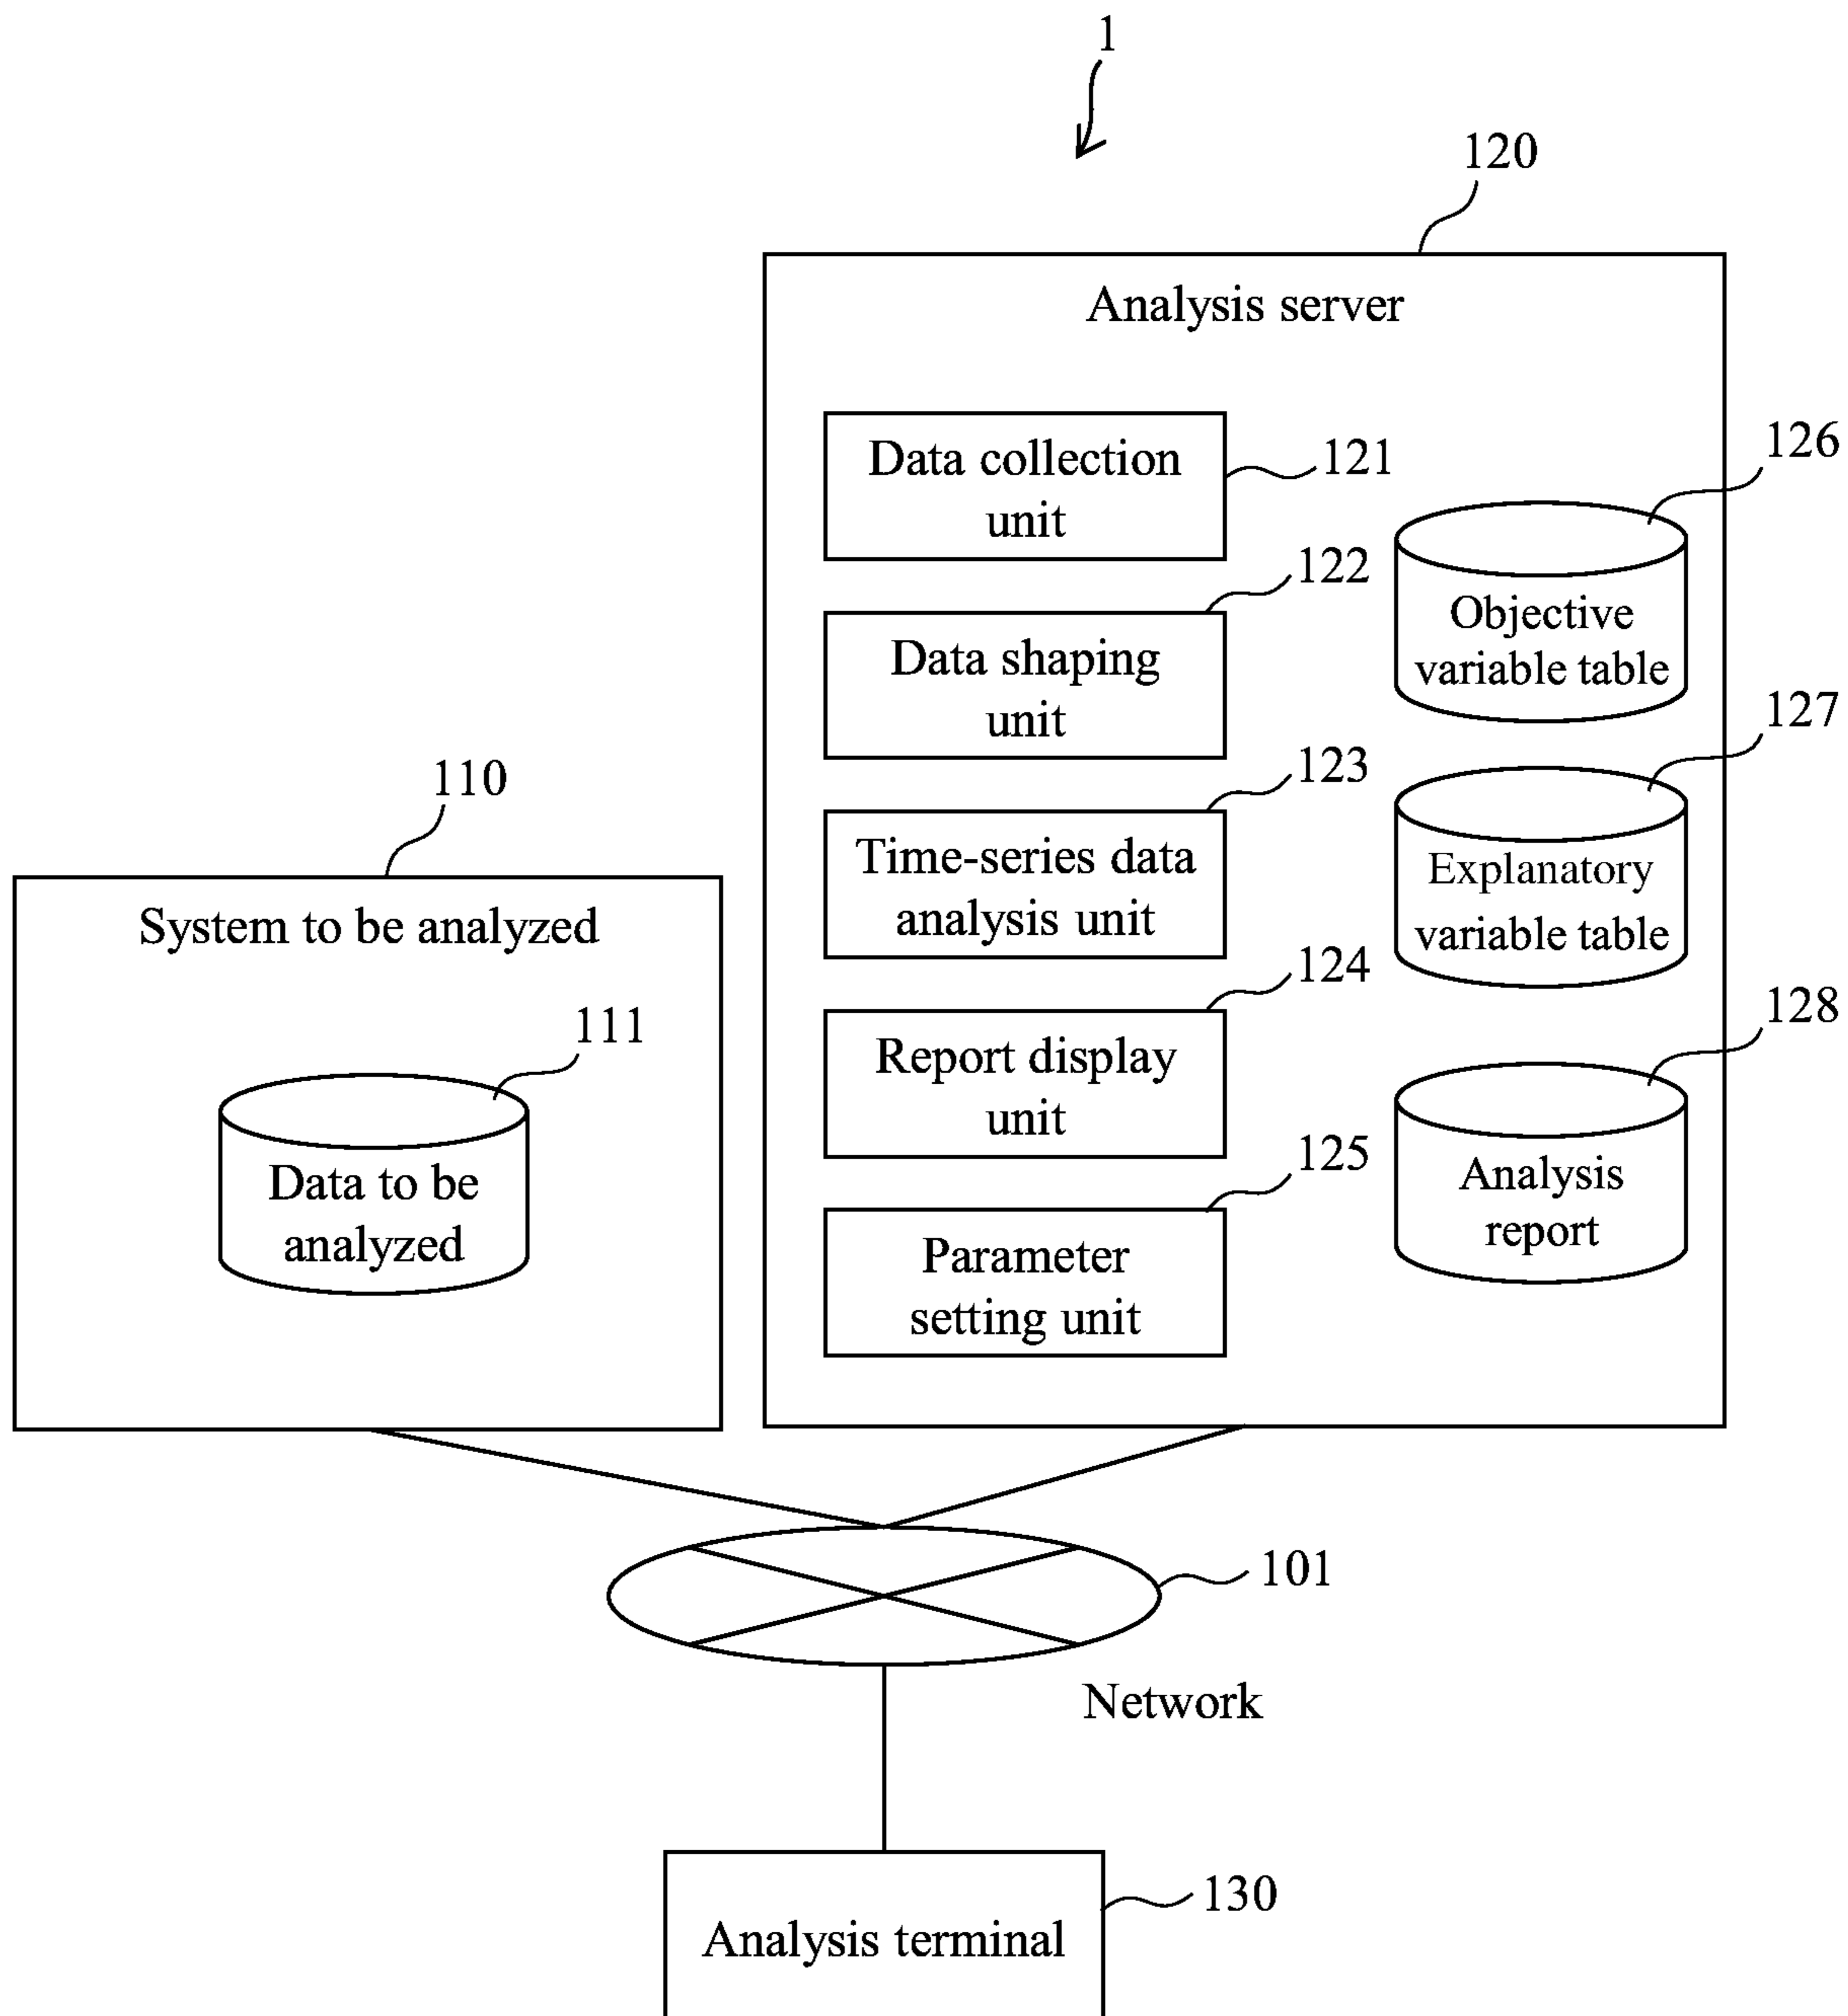 1
120
Analysis server
Data collection
unit
121
126
Objective
variable table
122
Data shaping
unit
127
Explanatory
variable table
123
Time-series data
analysis unit
110
System to be analyzed
124
Report display
unit
128
Analysis
report
111
Data to be
analyzed
125
Parameter
setting unit
101
Network
130
Analysis terminal